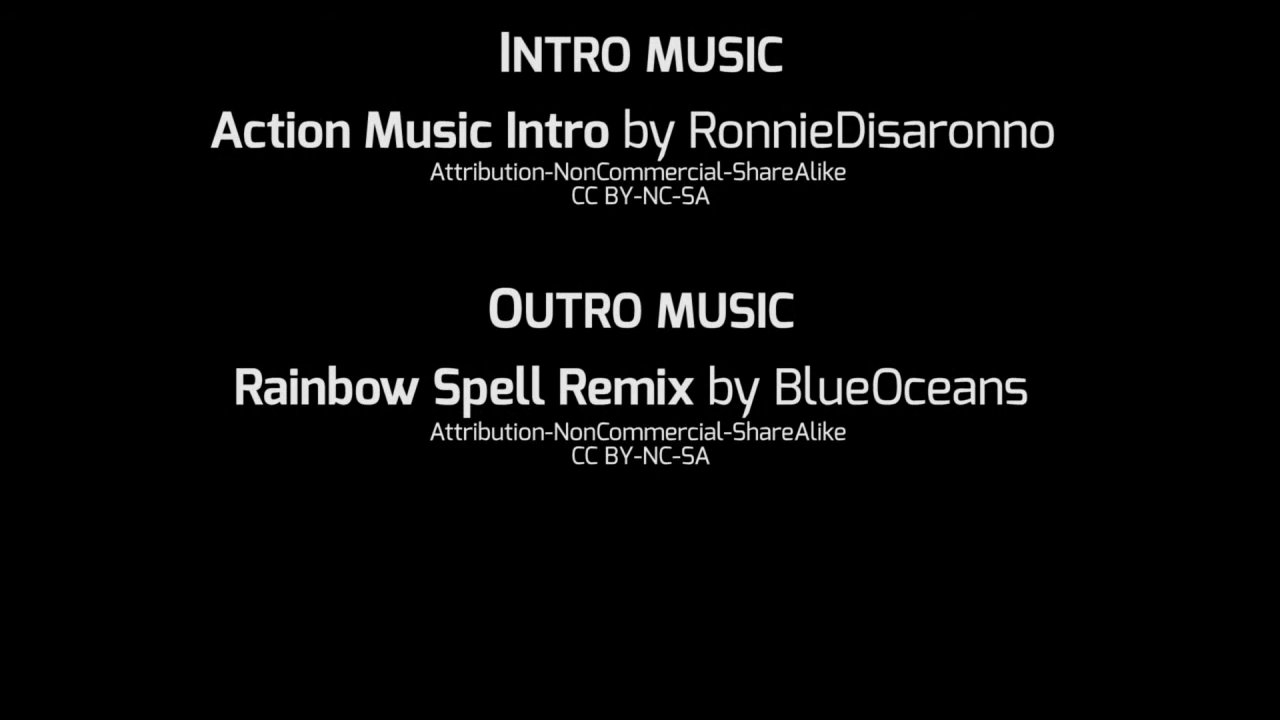 INTRO MUSIC
Action Music Intro by RonnieDisaronno
Attribution-NonCommercial-ShareAlike
CC BY-NC-SA
OUTRO MUSIC
Rainbow Spell Remix by BlueOceans
Attribution-NonCommercial-ShareAlike
CC BY-NC-SA